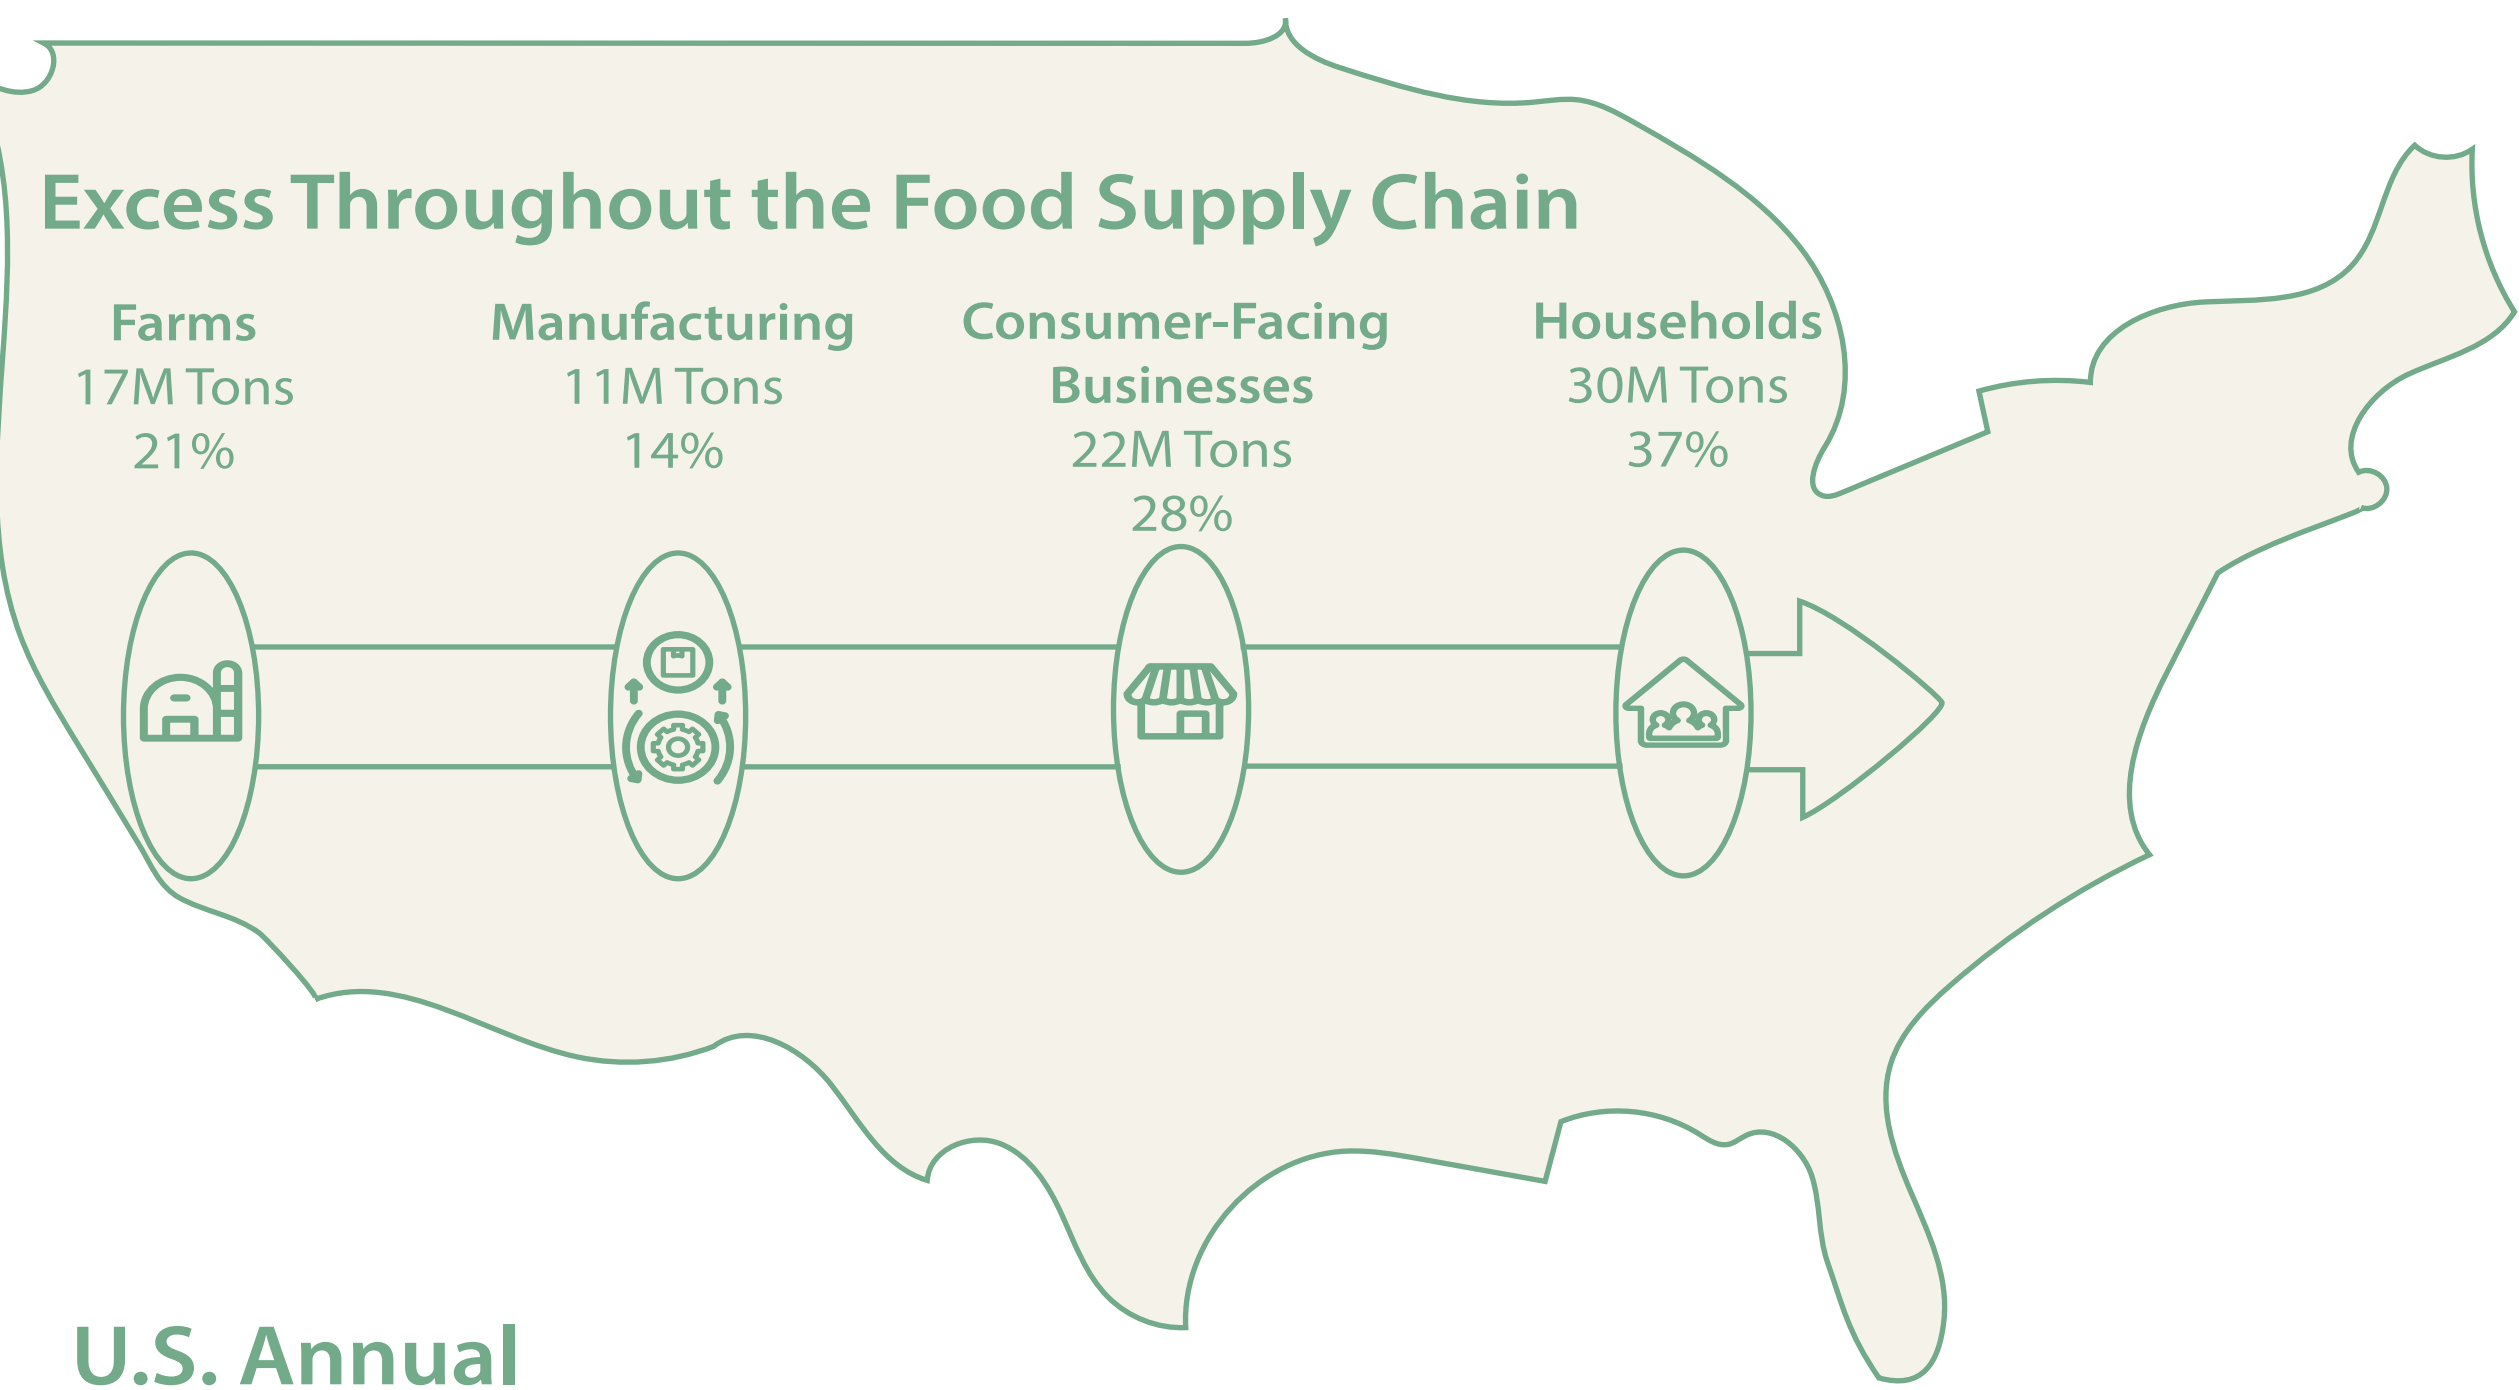 Excess Throughout the Food Supply Chain
Farms
17M Tons
21%
Manufacturing
11M Tons
14%
Consumer-Facing
Businesses
22M Tons
28%
Households
30M Tons
37%
U.S. Annual